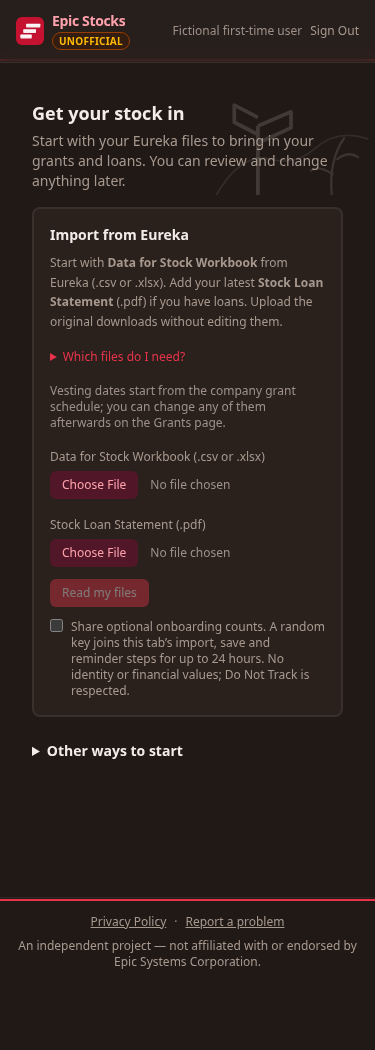 Epic Stocks
UNOFFICIAL
Fictional first-time user Sign Out
Get your stock in
Start with your Eureka files to bring in your
grants and loans. You can review and change
anything later.
Import from Eureka
Start with Data for Stock Workbook from
Eureka (.csv or .xlsx). Add your latest Stock Loan
Statement (.pdf) if you have loans. Upload the
original downloads without editing them.
Which files do I need?
Vesting dates start from the company grant
schedule; you can change any of them
afterwards on the Grants page.
Data for Stock Workbook (.csv or .xlsx)
Choose File No file chosen
Stock Loan Statement (.pdf)
Choose File No file chosen
Read my files
Share optional onboarding counts. A random
key joins this tab’s import, save and
reminder steps for up to 24 hours. No
identity or financial values; Do Not Track is
respected.
Other ways to start
Privacy Policy · Report a problem
An independent project — not affiliated with or endorsed by
Epic Systems Corporation.